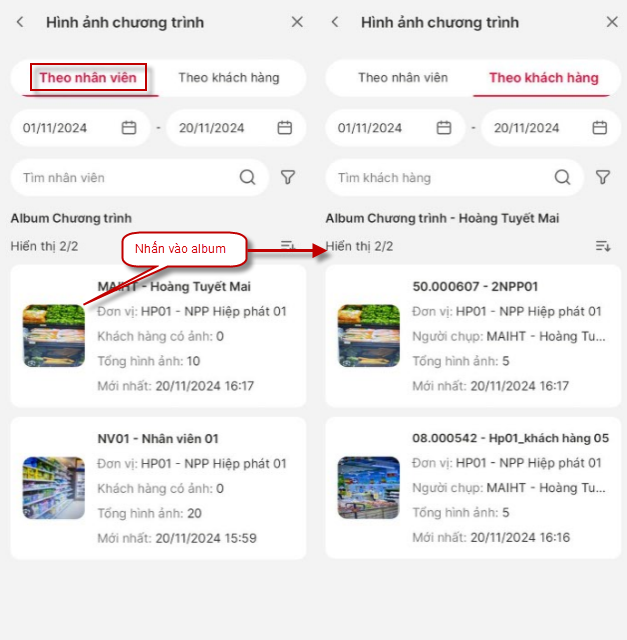 Hình ảnh chương trình
Theo nhân viên
Theo khách hàng
01/11/2024
-
20/11/2024
Tìm nhân viên
Album Chương trình
Hiển thị 2/2
Nhấn vào album
MAIHT - Hoàng Tuyết Mai
Đơn vị: HP01 - NPP Hiệp phát 01
Khách hàng có ảnh: 0
Tổng hình ảnh: 10
Mới nhất: 20/11/2024 16:17
NV01 - Nhân viên 01
Đơn vị: HP01 - NPP Hiệp phát 01
Khách hàng có ảnh: 0
Tổng hình ảnh: 20
Mới nhất: 20/11/2024 15:59
Hình ảnh chương trình
Theo nhân viên
Theo khách hàng
01/11/2024
-
20/11/2024
Tìm khách hàng
Album Chương trình - Hoàng Tuyết Mai
Hiển thị 2/2
50.000607 - 2NPP01
Đơn vị: HP01 - NPP Hiệp phát 01
Người chụp: MAIHT - Hoàng Tu...
Tổng hình ảnh: 5
Mới nhất: 20/11/2024 16:17
08.000542 - Hp01_khách hàng 05
Đơn vị: HP01 - NPP Hiệp phát 01
Người chụp: MAIHT - Hoàng Tu...
Tổng hình ảnh: 5
Mới nhất: 20/11/2024 16:16